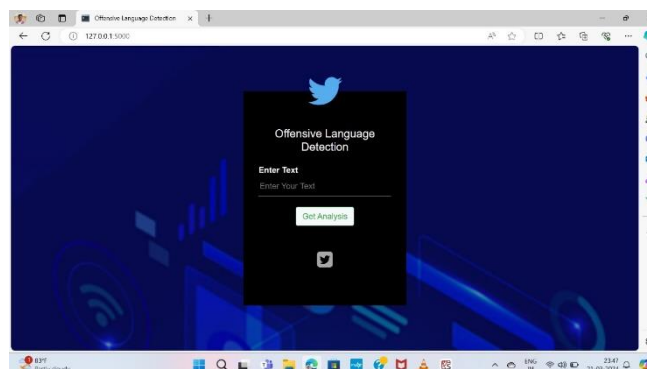 Offensive Language Detection
127.0.0.1:5000
Offensive Language
Detection
Enter Text
Enter Your Text
Get Analysis
83°F
ENG
23:47